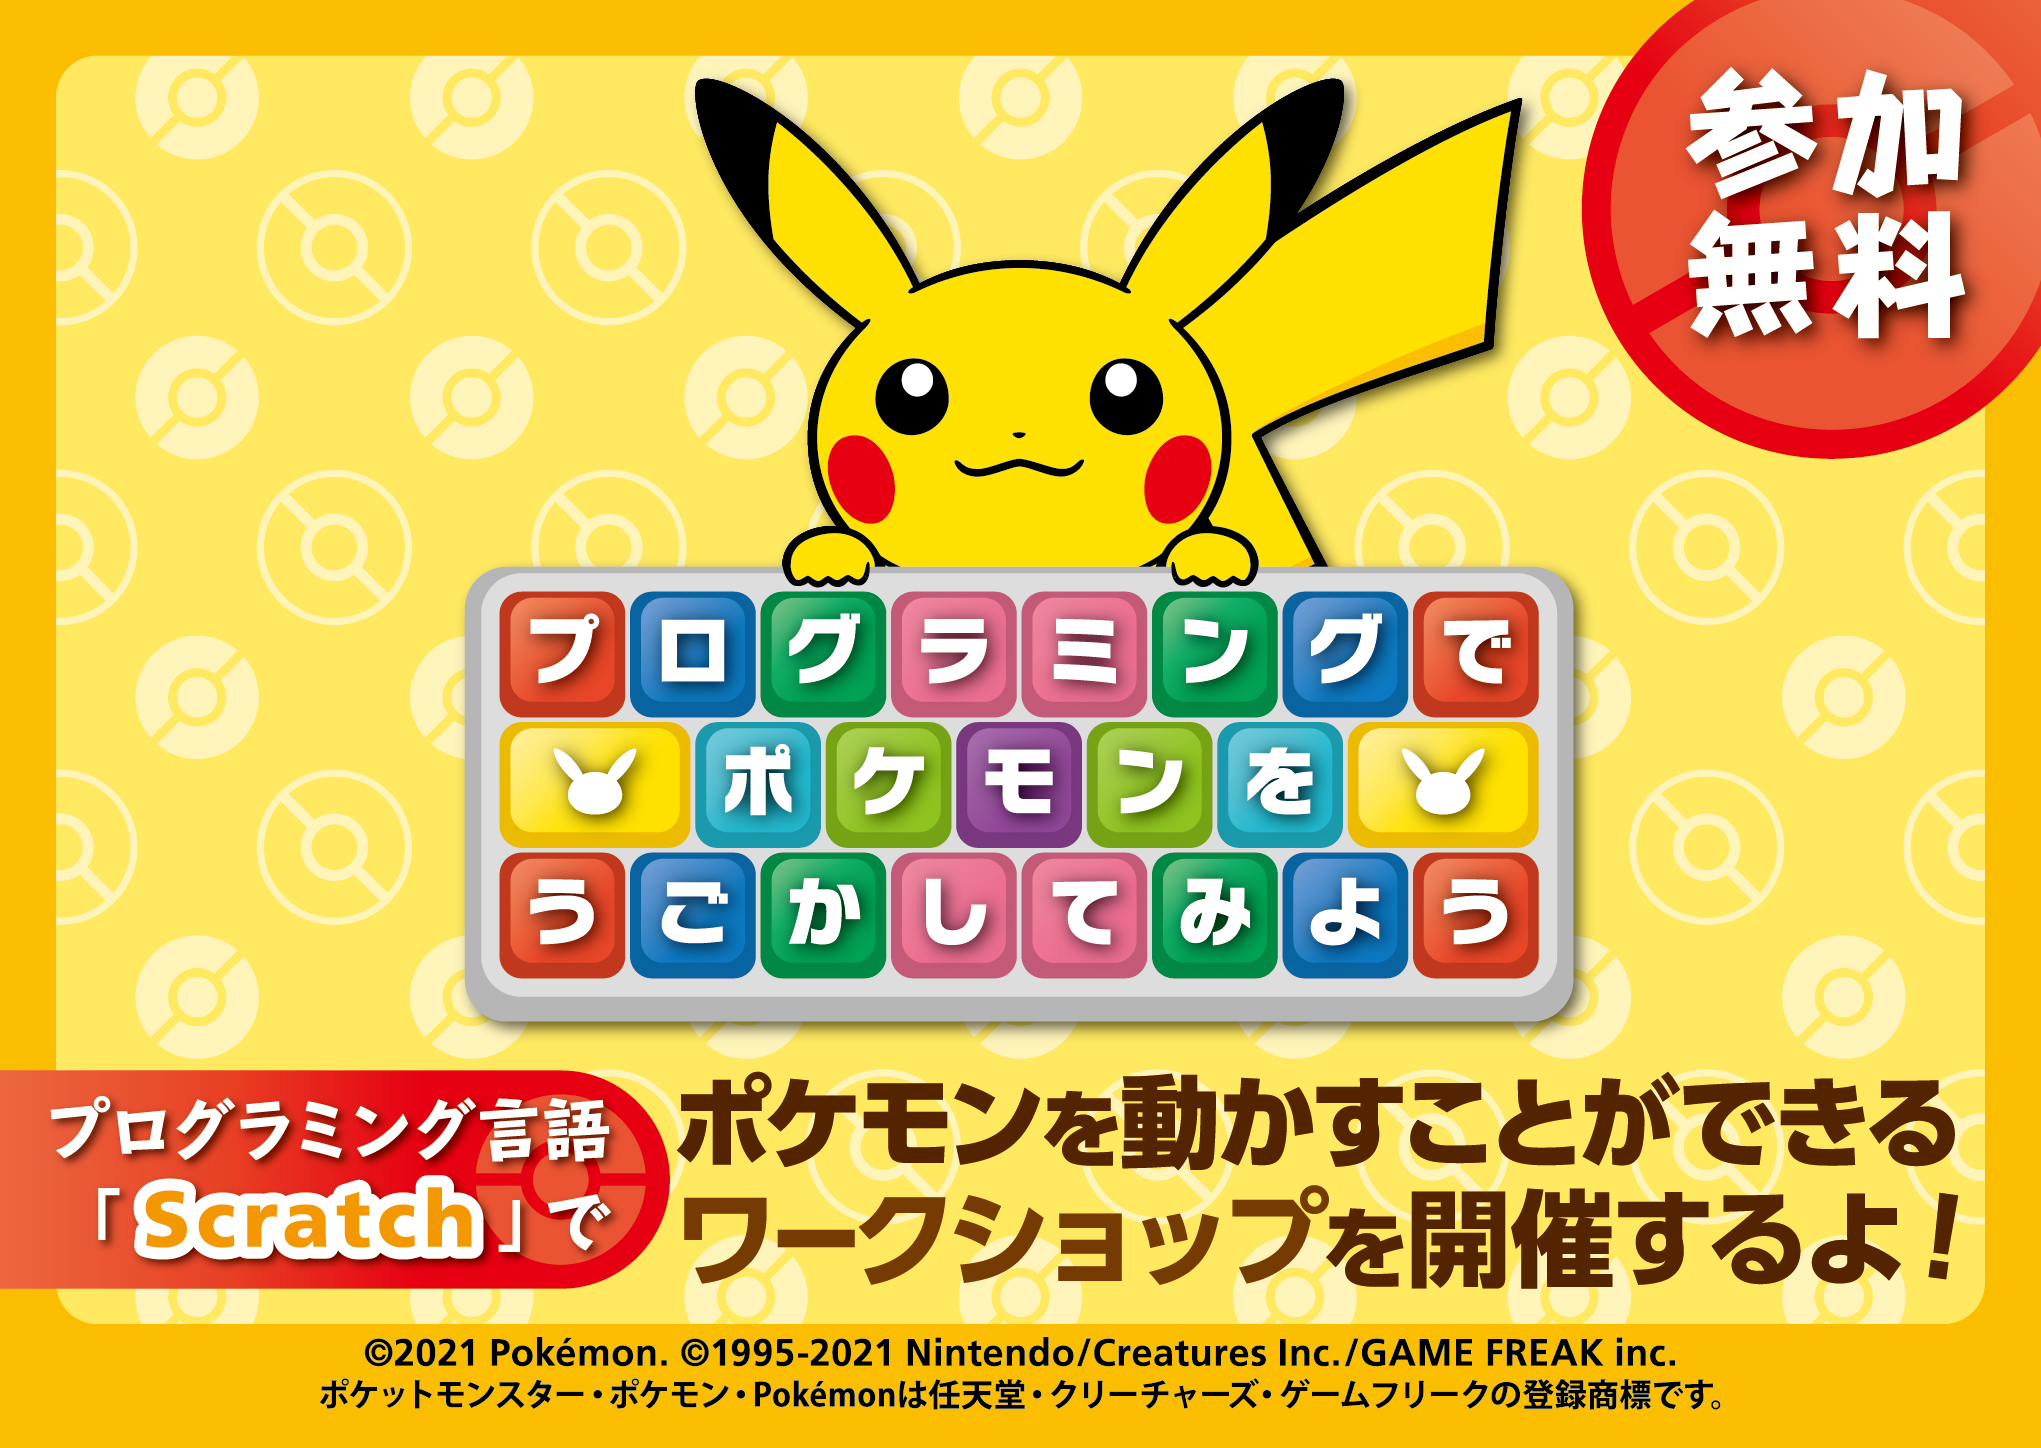 参加
無料
プログラミングで
ポケモンを
うごかしてみよう
プログラミング言語
「Scratch」で
ポケモンを動かすことができる
ワークショップを開催するよ！
©2021 Pokémon. ©1995-2021 Nintendo/Creatures Inc./GAME FREAK inc.
ポケットモンスター・ポケモン・Pokémonは任天堂・クリーチャーズ・ゲームフリークの登録商標です。